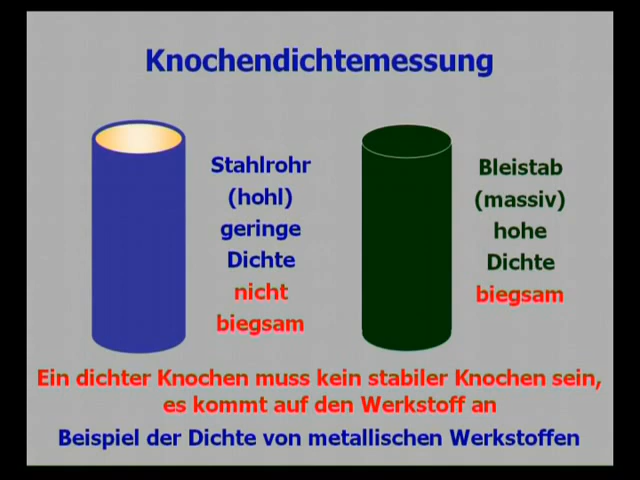 Knochendichtemessung
Stahlrohr
(hohl)
geringe
Dichte
nicht
biegsam
Bleistab
(massiv)
hohe
Dichte
biegsam
Ein dichter Knochen muss kein stabiler Knochen sein,
es kommt auf den Werkstoff an
Beispiel der Dichte von metallischen Werkstoffen